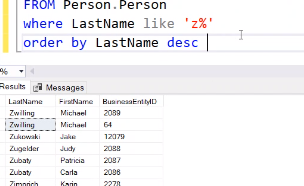 FROM Person.Person
where LastName like 'z%'
order by LastName desc
%
Results Messages
LastName FirstName BusinessEntityID
Zwilling Michael 2089
Zwilling Michael 64
Zukowski Jake 12079
Zugelder Judy 2088
Zubaty Patricia 2087
Zubaty Carla 2086
Zimprich Karin 2278